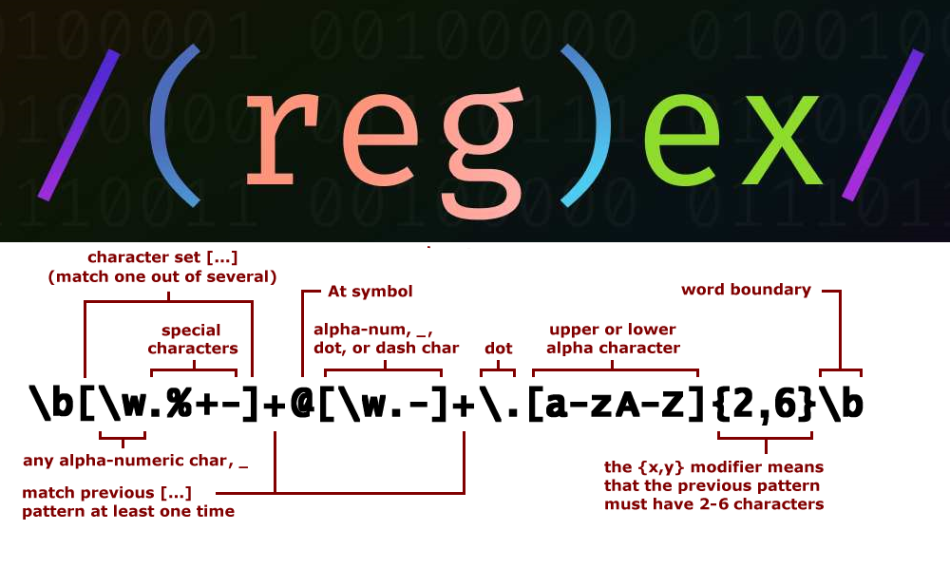 /(reg)ex/
character set [...]
(match one out of several)
At symbol
word boundary
special
characters
alpha-num, _,
dot, or dash char
dot
upper or lower
alpha character
\b[\w.%+-]+@[\w.-]+\.[a-zA-Z]{2,6}\b
any alpha-numeric char, _
match previous [...]
pattern at least one time
the {x,y} modifier means
that the previous pattern
must have 2-6 characters